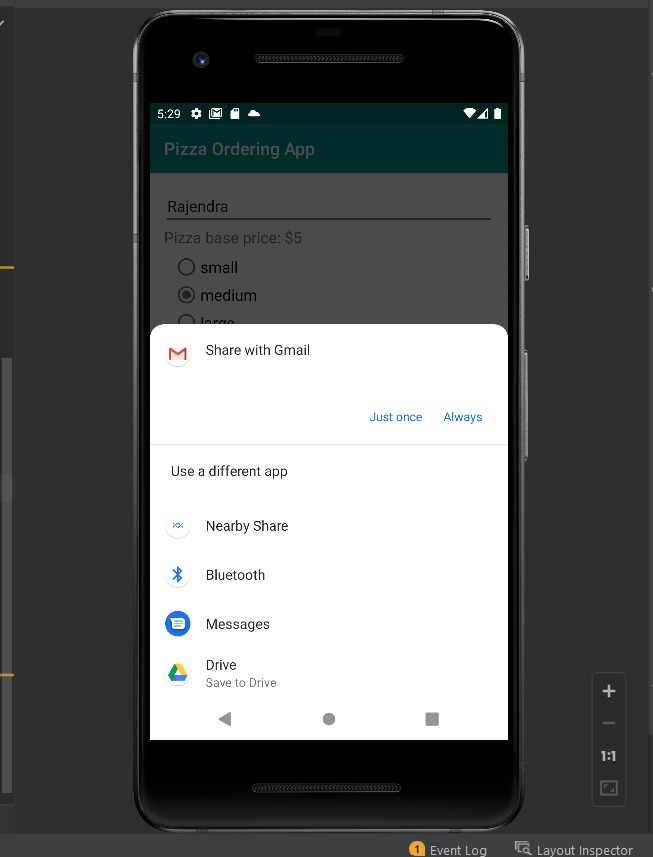 5:29
Pizza Ordering App
Rajendra
Pizza base price: $5
small
medium
large
Share with Gmail
Just once Always
Use a different app
Nearby Share
Bluetooth
Messages
Drive
Save to Drive
1:1
1 Event Log Layout Inspector